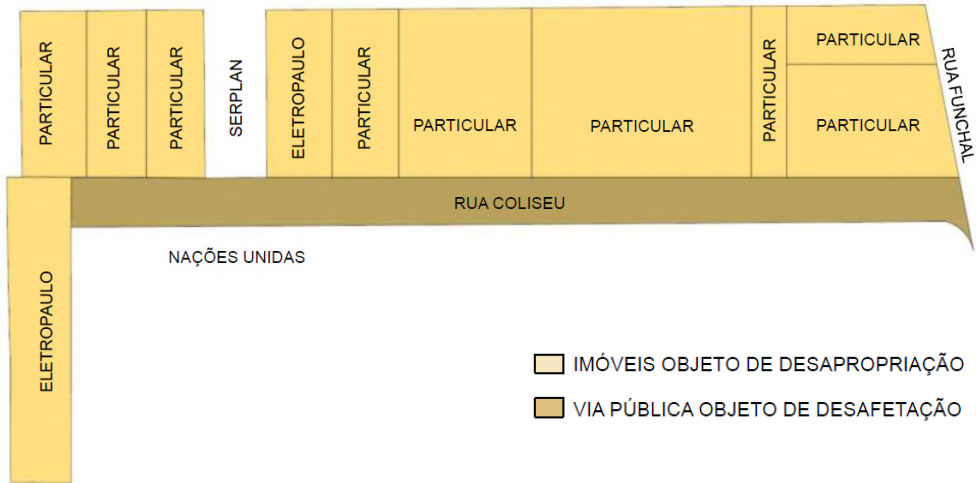 PARTICULAR
PARTICULAR
PARTICULAR
SERPLAN
ELETROPAULO
PARTICULAR
PARTICULAR
PARTICULAR
PARTICULAR
PARTICULAR
PARTICULAR
RUA FUNCHAL
RUA COLISEU
NAÇÕES UNIDAS
ELETROPAULO
IMÓVEIS OBJETO DE DESAPROPRIAÇÃO
VIA PÚBLICA OBJETO DE DESAFETAÇÃO